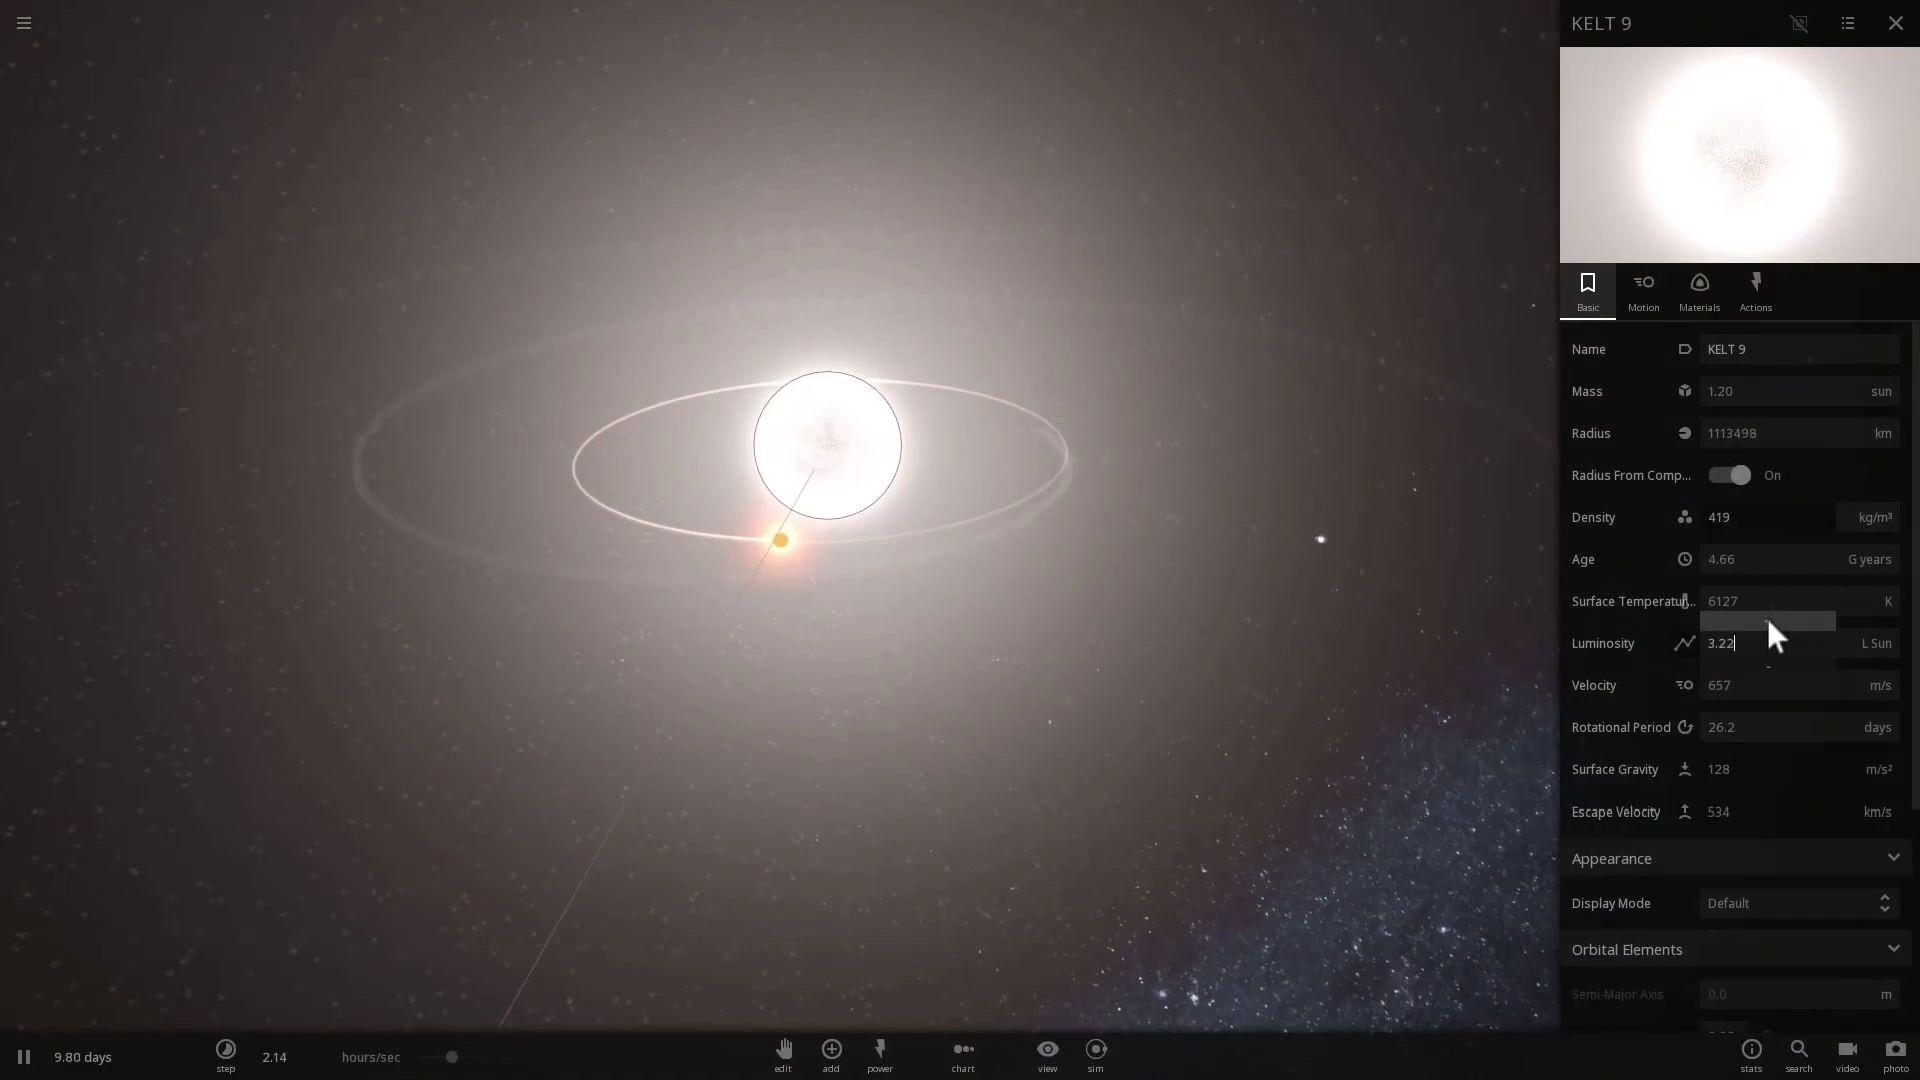 KELT 9
Basic
Motion
Materials
Actions
Name KELT 9
Mass 1.20 sun
Radius 1113498 km
Radius From Comp... On
Density 419 kg/m³
Age 4.66 G years
Surface Temperatur... 6127 K
Luminosity 3.22 L Sun
Velocity 657 m/s
Rotational Period 26.2 days
Surface Gravity 128 m/s²
Escape Velocity 534 km/s
Appearance
Display Mode Default
Orbital Elements
Semi-Major Axis 0.0 m
9.80 days
step
2.14 hours/sec
edit
add
power
chart
view
sim
stats
search
video
photo